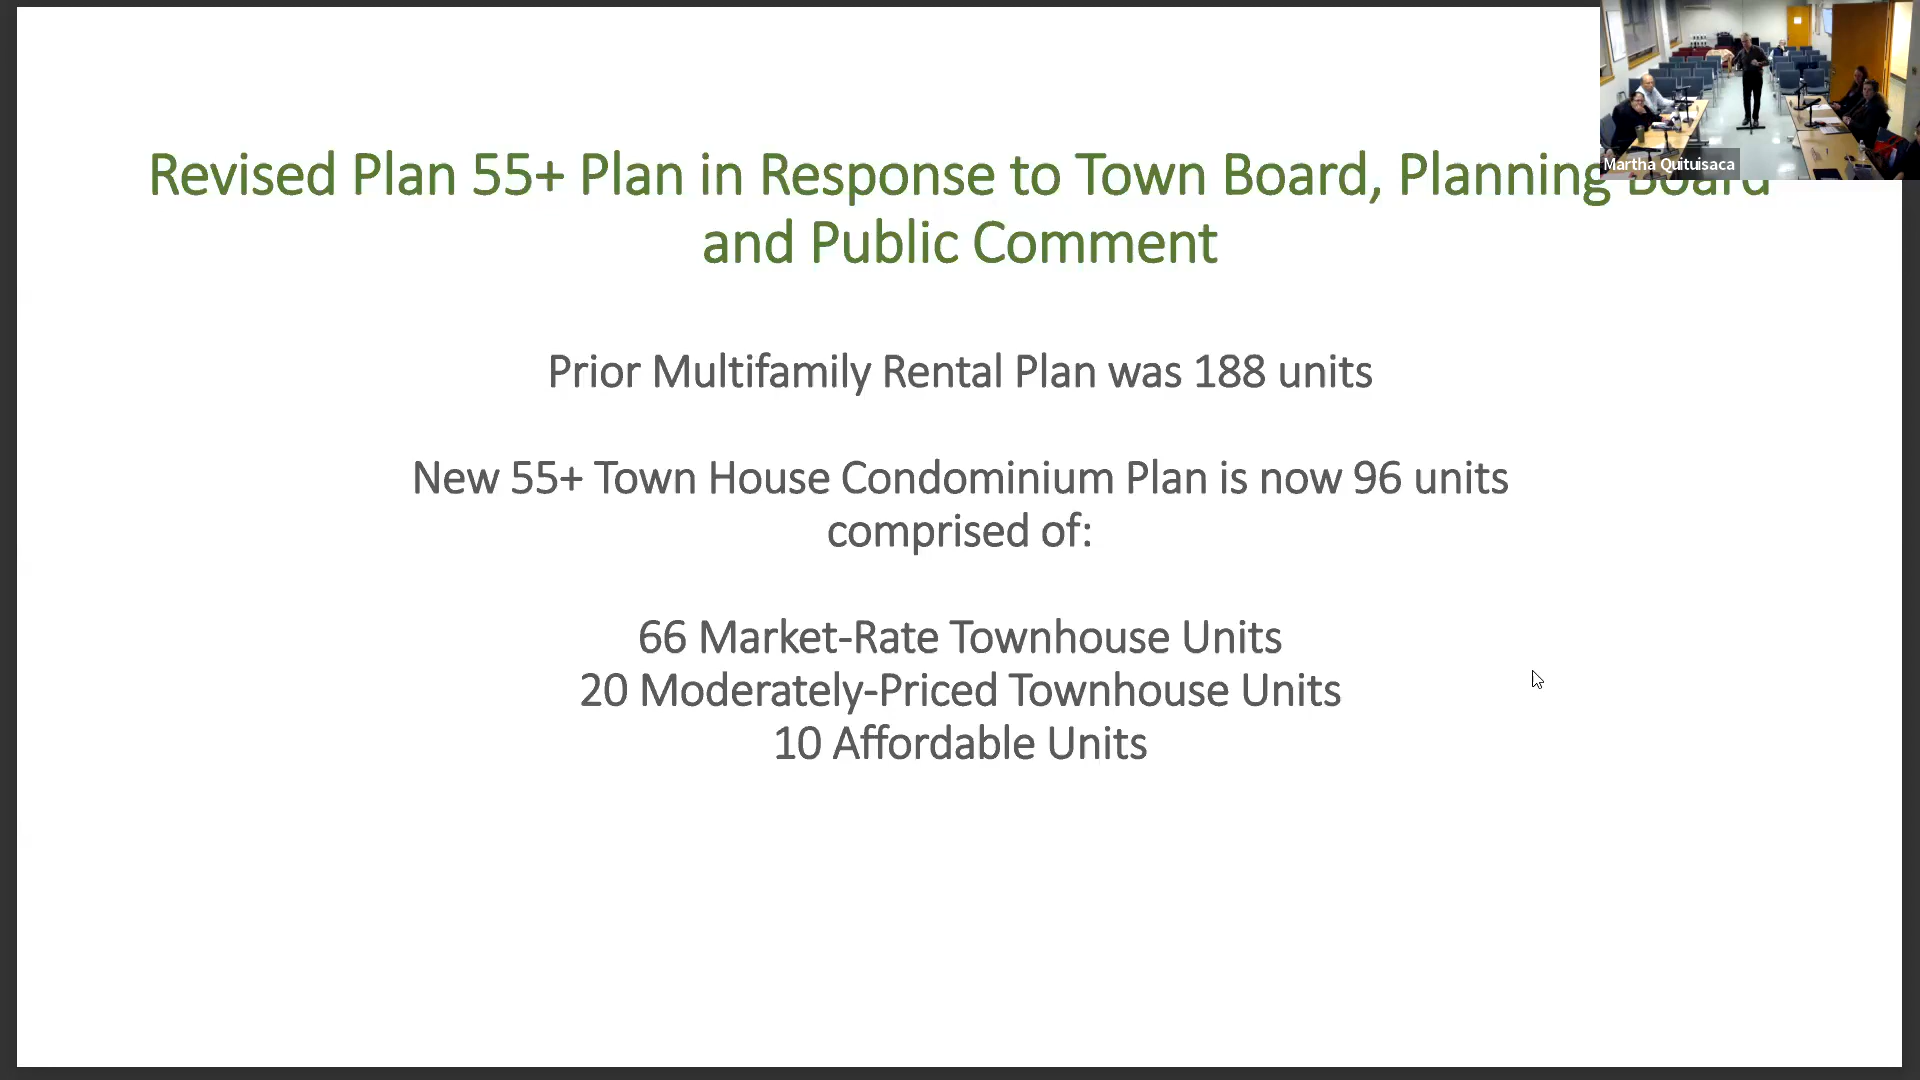 Revised Plan 55+ Plan in Response to Town Board, Planning Board
and Public Comment
Prior Multifamily Rental Plan was 188 units
New 55+ Town House Condominium Plan is now 96 units
comprised of:
66 Market-Rate Townhouse Units
20 Moderately-Priced Townhouse Units
10 Affordable Units
Martha Quituisaca